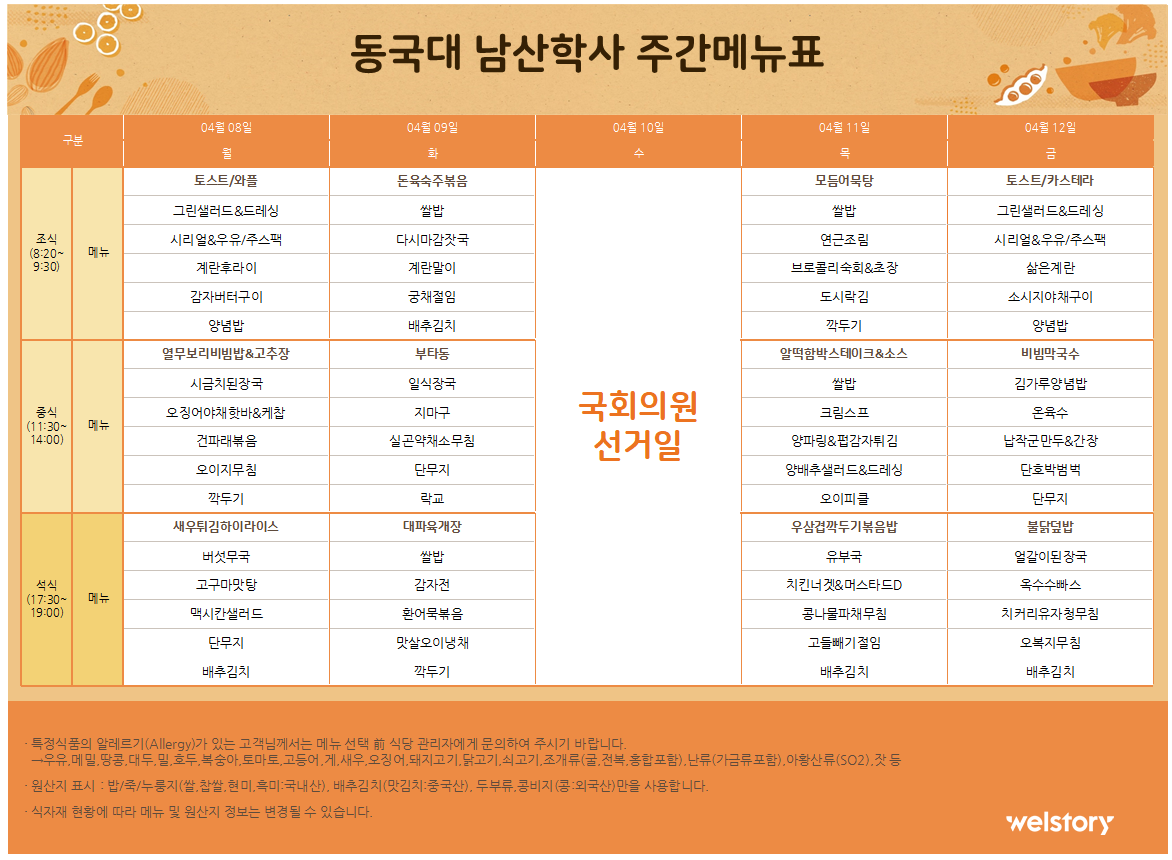 동국대 남산학사 주간메뉴표
구분
04월 08일
04월 09일
04월 10일
04월 11일
04월 12일
월
화
수
목
금
조식
(8:20~
9:30)
메뉴
토스트/와플
돈육숙주볶음
모듬어묵탕
토스트/카스테라
그린샐러드&드레싱
쌀밥
쌀밥
그린샐러드&드레싱
시리얼&우유/주스팩
다시마감잣국
연근조림
시리얼&우유/주스팩
계란후라이
계란말이
브로콜리숙회&초장
삶은계란
감자버터구이
궁채절임
도시락김
소시지야채구이
양념밥
배추김치
깍두기
양념밥
중식
(11:30~
14:00)
메뉴
열무보리비빔밥&고추장
부타동
알떡함박스테이크&소스
비빔막국수
시금치된장국
일식장국
쌀밥
김가루양념밥
오징어야채핫바&케찹
지마구
크림스프
온육수
건파래볶음
실곤약채소무침
양파링&펍감자튀김
납작군만두&간장
오이지무침
단무지
양배추샐러드&드레싱
단호박범벅
깍두기
락교
오이피클
단무지
국회의원
선거일
석식
(17:30~
19:00)
메뉴
새우튀김하이라이스
대파육개장
우삼겹깍두기볶음밥
불닭덮밥
버섯무국
쌀밥
유부국
얼갈이된장국
고구마맛탕
감자전
치킨너겟&머스타드D
옥수수빠스
맥시칸샐러드
환어묵볶음
콩나물파채무침
치커리유자청무침
단무지
맛살오이냉채
고들빼기절임
오복지무침
배추김치
깍두기
배추김치
배추김치
· 특정식품의 알레르기(Allergy)가 있는 고객님께서는 메뉴 선택 前 식당 관리자에게 문의하여 주시기 바랍니다.
→우유,메밀,땅콩,대두,밀,호두,복숭아,토마토,고등어,게,새우,오징어,돼지고기,닭고기,쇠고기,조개류(굴,전복,홍합포함),난류(가금류포함),아황산류(SO2),잣 등
· 원산지 표시 : 밥/죽/누룽지(쌀,찹쌀,현미,흑미:국내산), 배추김치(맛김치:중국산), 두부류,콩비지(콩:외국산)만을 사용합니다.
· 식자재 현황에 따라 메뉴 및 원산지 정보는 변경될 수 있습니다.
welstory